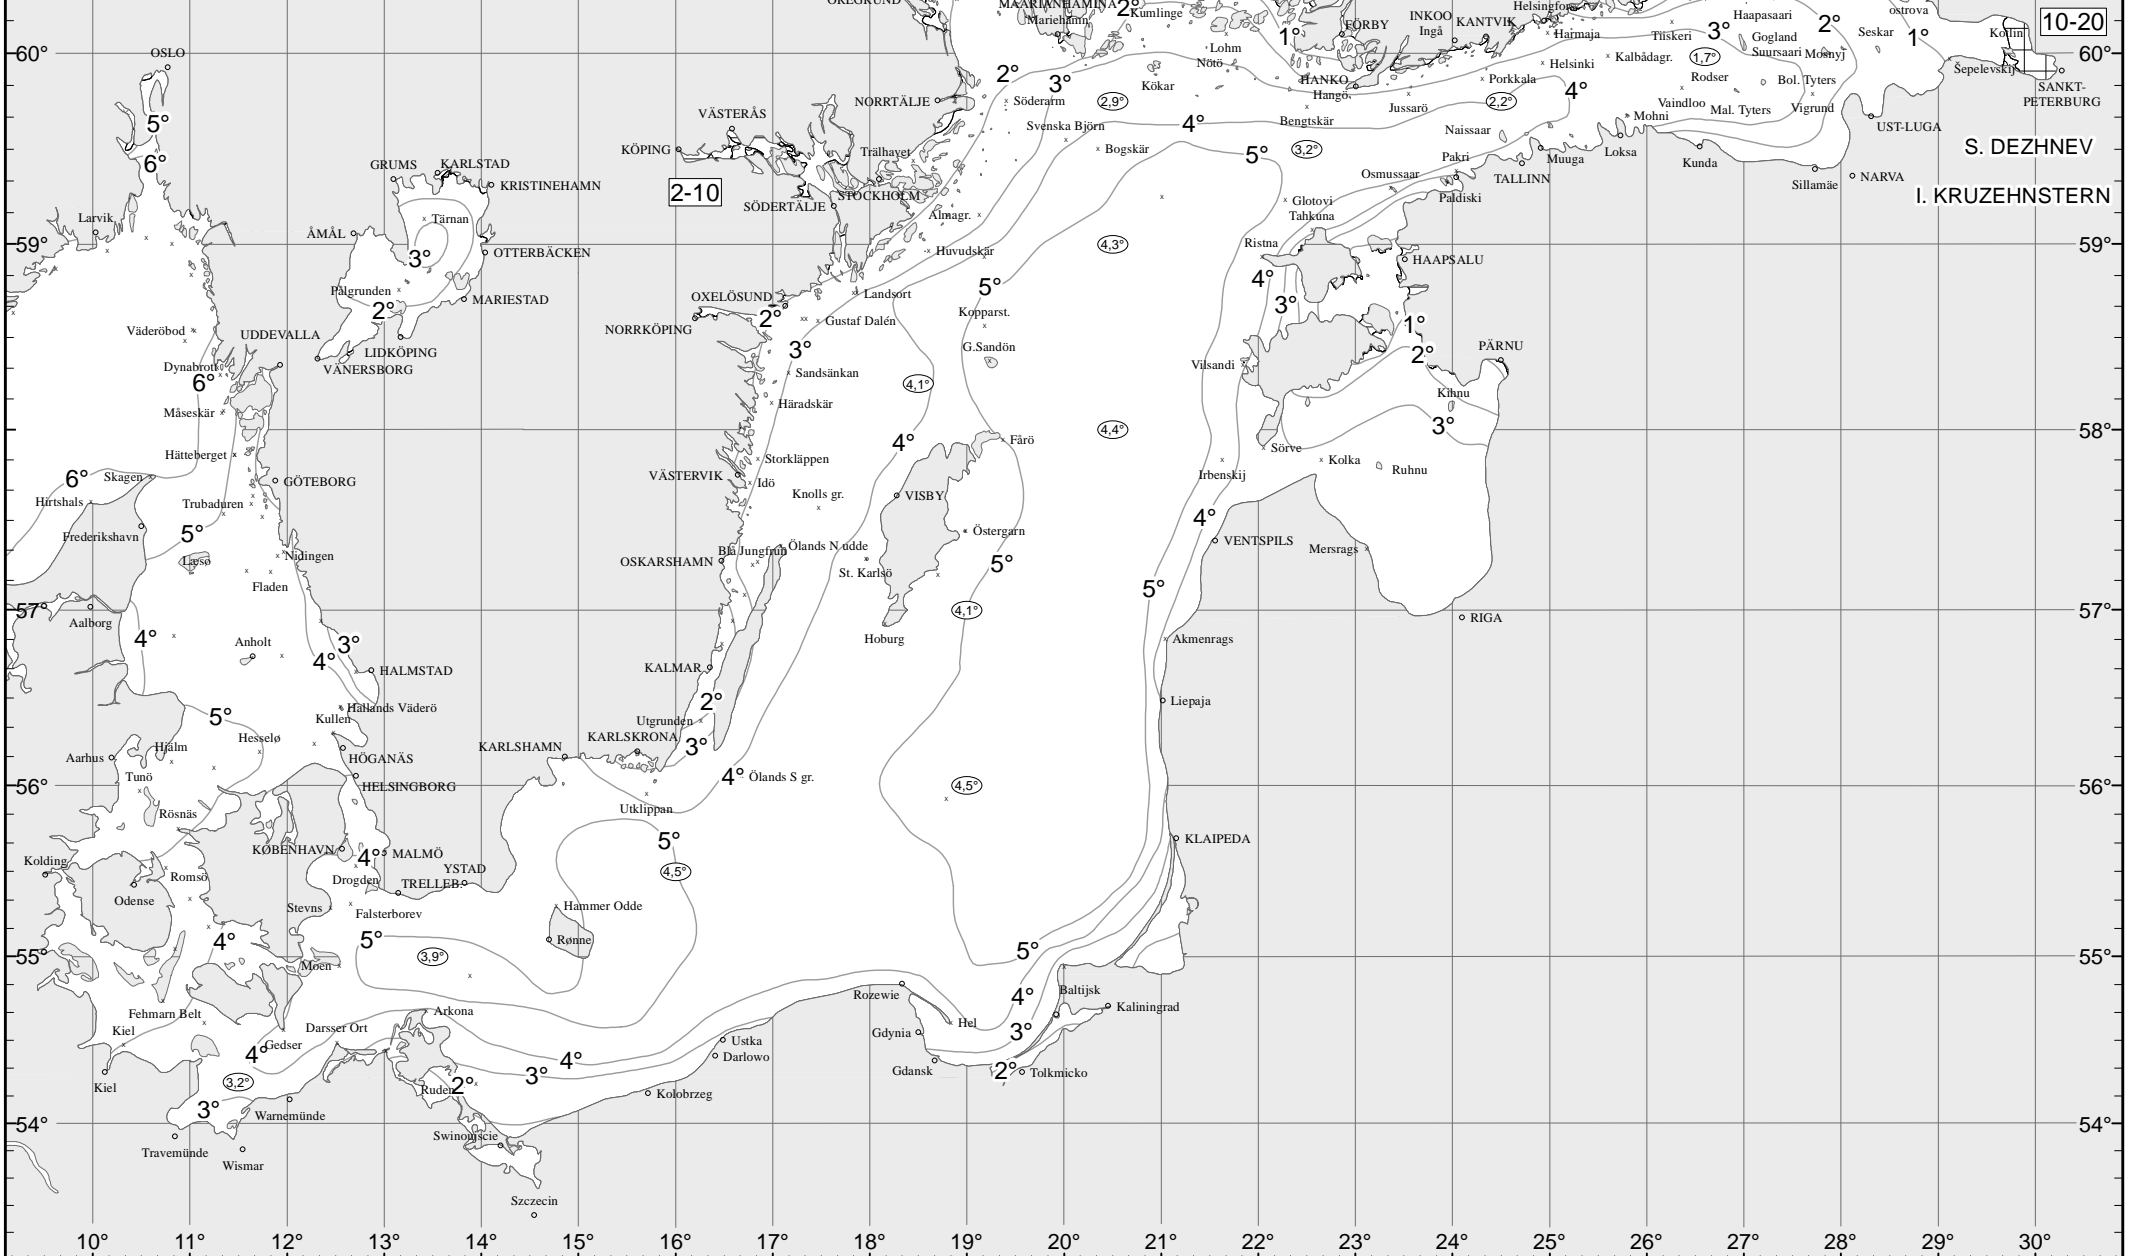 MAARIANHAMINA
2°
Kumlinge
Mariehamn
1°
FÖRBY
INKOO
Ingå
KANTVIK
Helsingfors
Harmaja
Tiiskeri
3°
Haapasaari
Gogland
Suursaari
2°
Mosnyj
Seskar
ostrova
1°
Kotlin
10-20
60°
60°
OSLO
Lohm
Nötö
Kökar
HANKO
Hangö
Helsinki
Porkkala
Kalbådagr.
1,7°
Rodser
Bol. Tyters
Šepelevskij
SANKT-
PETERBURG
2°
3°
4°
NORRTÄLJE
Söderarm
2,9°
Jussarö
2,2°
Vaindloo
Mal. Tyters
Vigrund
5°
VÄSTERÅS
Svenska Björn
4°
Bengtskär
Naissaar
Mohni
UST-LUGA
6°
KÖPING
Trälhavet
Bogskär
5°
3,2°
Pakri
Muuga
Loksa
Kunda
S. DEZHNEV
GRUMS
KARLSTAD
KRISTINEHAMN
2-10
STOCKHOLM
SÖDERTÄLJE
Osmussaar
TALLINN
Sillamäe
NARVA
I. KRUZEHNSTERN
Larvik
Tärnan
Almagr.
Glotovi
Tahkuna
Paldiski
59°
ÅMÅL
3°
OTTERBÄCKEN
Huvudskär
4,3°
Ristna
HAAPSALU
59°
Pålgrunden
2°
MARIESTAD
OXELÖSUND
2°
Landsort
5°
4°
3°
Väderöbod
UDDEVALLA
LIDKÖPING
NORRKÖPING
Gustaf Dalén
Kopparst.
1°
2°
PÄRNU
Dynabrott
6°
VÄNERSBORG
3°
Sandsänkan
G.Sandön
Vilsandi
Måseskär
Häradskär
4,1°
Kihnu
3°
4°
Fårö
4,4°
58°
Hätteberget
Storkläppen
Sörve
Kolka
Ruhnu
6°
Skagen
GÖTEBORG
VÄSTERVIK
Idö
Irbenskij
Hirtshals
Trubaduren
Knolls gr.
VISBY
4°
Frederikshavn
5°
Östergarn
VENTSPILS
Mersrags
Læsø
Nidingen
Blå Jungfrun
Ölands N udde
OSKARSHAMN
St. Karlsö
5°
5°
Fladen
57°
57°
Aalborg
4,1°
RIGA
4°
Anholt
3°
4°
HALMSTAD
KALMAR
Hoburg
Akmenrags
5°
Hallands Väderö
Kullen
Utgrunden
2°
Liepaja
Aarhus
Hjälm
Hesselø
HÖGANÄS
KARLSHAMN
KARLSKRONA
3°
56°
Tunö
HELSINGBORG
4°
Ölands S gr.
4,5°
56°
Rösnäs
Utklippan
Kolding
KØBENHAVN
4°
MALMÖ
5°
KLAIPEDA
Romsö
Drogden
TRELLEB.
YSTAD
4,5°
Odense
Stevns
Falsterborev
Hammer Odde
4°
5°
Rønne
5°
55°
Moen
3,9°
55°
Rozewie
4°
Baltijsk
Kaliningrad
Fehmarn Belt
Kiel
Darsser Ort
Arkona
Gdynia
Hel
3°
4°
Gedser
Ustka
Darlowo
4°
3°
Gdansk
2°
Tolkmicko
Kiel
3,2°
Ruden
2°
Kolobrzeg
3°
Warnemünde
54°
54°
Travemünde
Wismar
Swinoujscie
Szczecin
10°
11°
12°
13°
14°
15°
16°
17°
18°
19°
20°
21°
22°
23°
24°
25°
26°
27°
28°
29°
30°